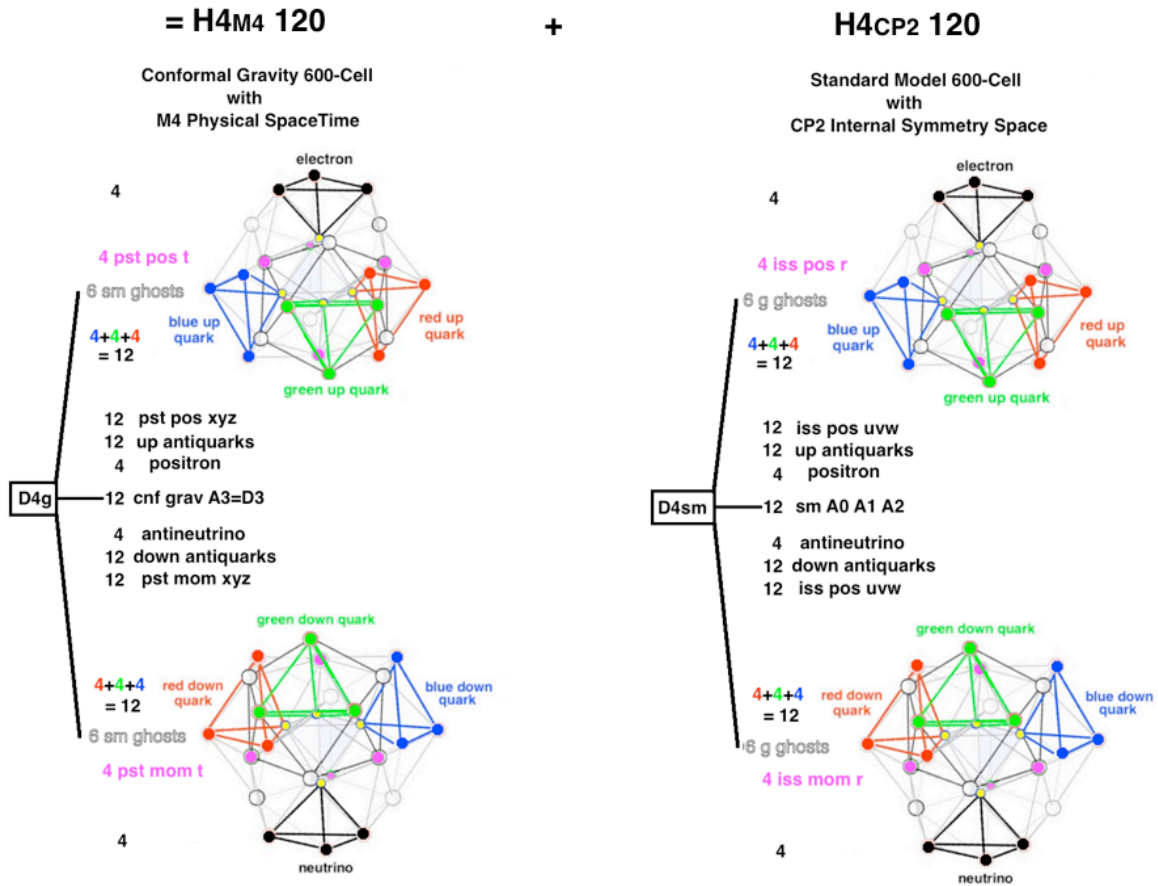 = H4M4 120 + H4CP2 120
Conformal Gravity 600-Cell
with
M4 Physical SpaceTime
electron
4
4 pst pos t
6 sm ghosts
blue up
quark
red up
quark
4+4+4
= 12
green up quark
12 pst pos xyz
12 up antiquarks
4 positron
D4g
12 cnf grav A3=D3
4 antineutrino
12 down antiquarks
12 pst mom xyz
green down quark
4+4+4
= 12
red down
quark
blue down
quark
6 sm ghosts
4 pst mom t
4
neutrino
Standard Model 600-Cell
with
CP2 Internal Symmetry Space
electron
4
4 iss pos r
6 g ghosts
blue up
quark
red up
quark
4+4+4
= 12
green up quark
12 iss pos uvw
12 up antiquarks
4 positron
D4sm
12 sm A0 A1 A2
4 antineutrino
12 down antiquarks
12 iss pos uvw
green down quark
4+4+4
= 12
red down
quark
blue down
quark
6 g ghosts
4 iss mom r
4
neutrino